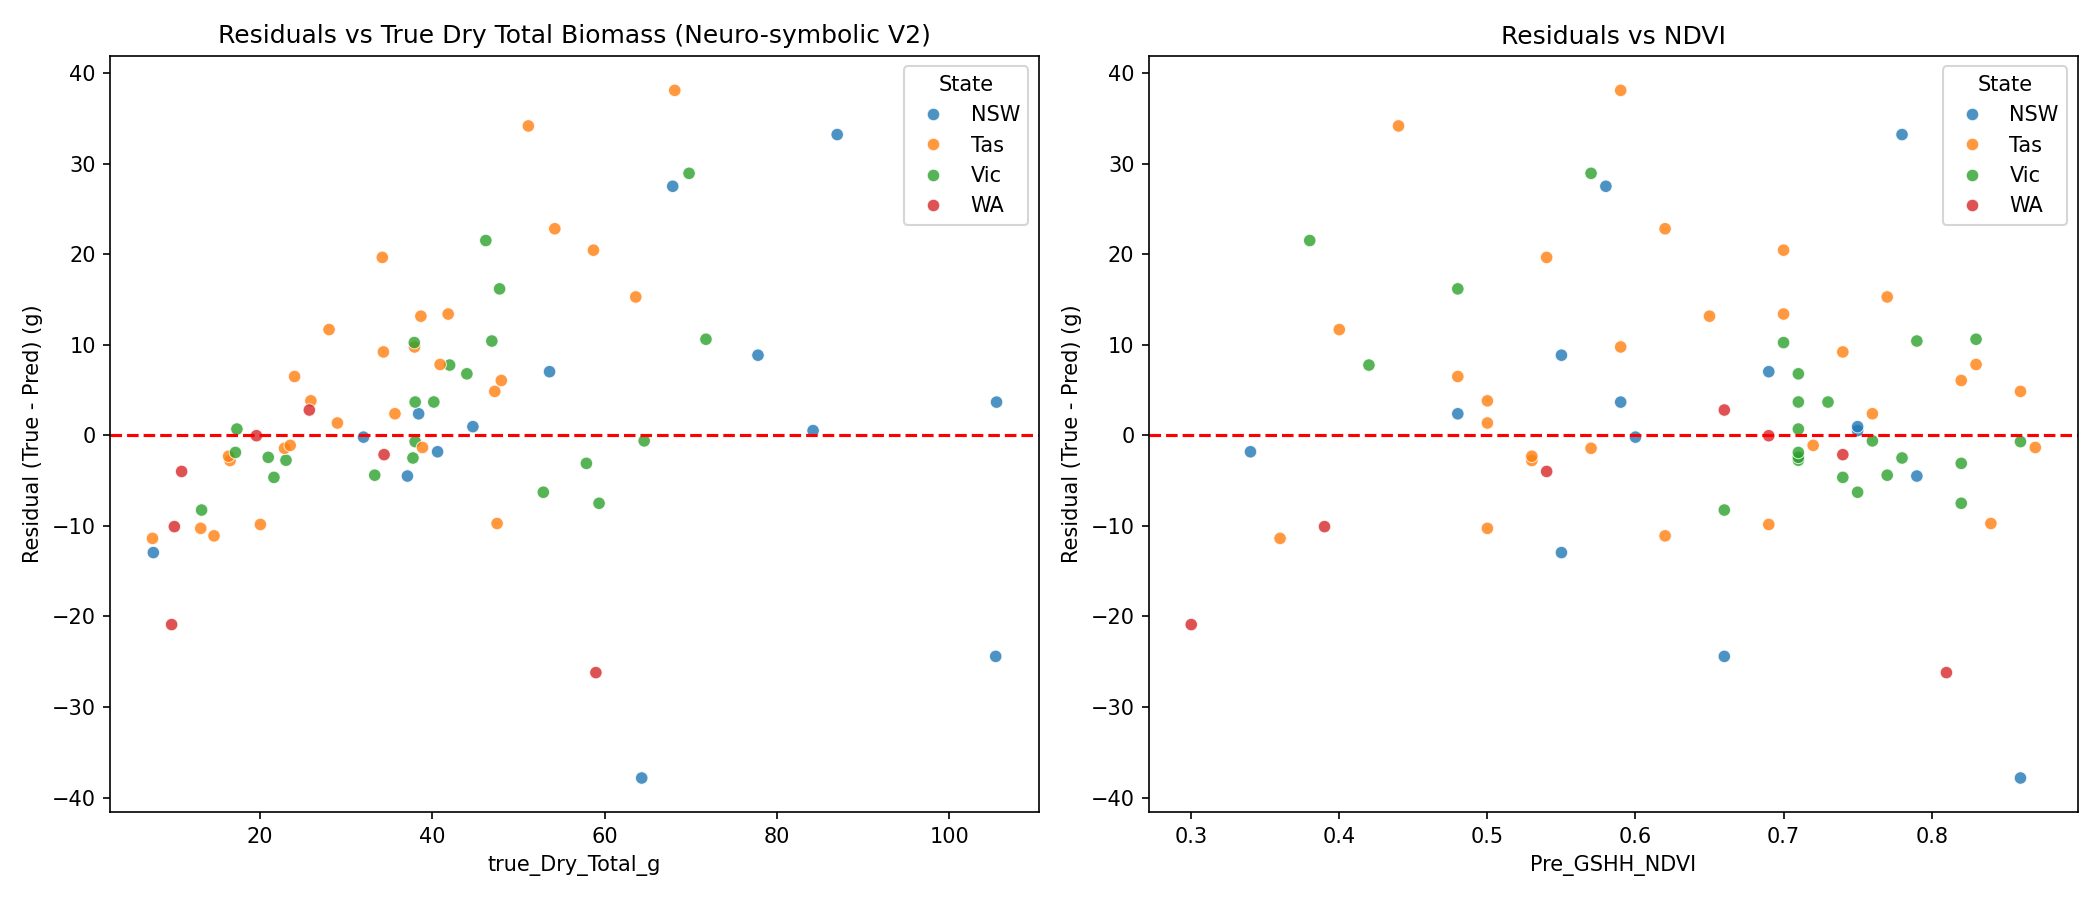 Residuals vs True Dry Total Biomass (Neuro-symbolic V2)
Residual (True - Pred) (g)
40
30
20
10
0
−10
−20
−30
−40
20 40 60 80 100
true_Dry_Total_g
State
NSW
Tas
Vic
WA
Residuals vs NDVI
Residual (True - Pred) (g)
40
30
20
10
0
−10
−20
−30
−40
0.3 0.4 0.5 0.6 0.7 0.8
Pre_GSHH_NDVI
State
NSW
Tas
Vic
WA